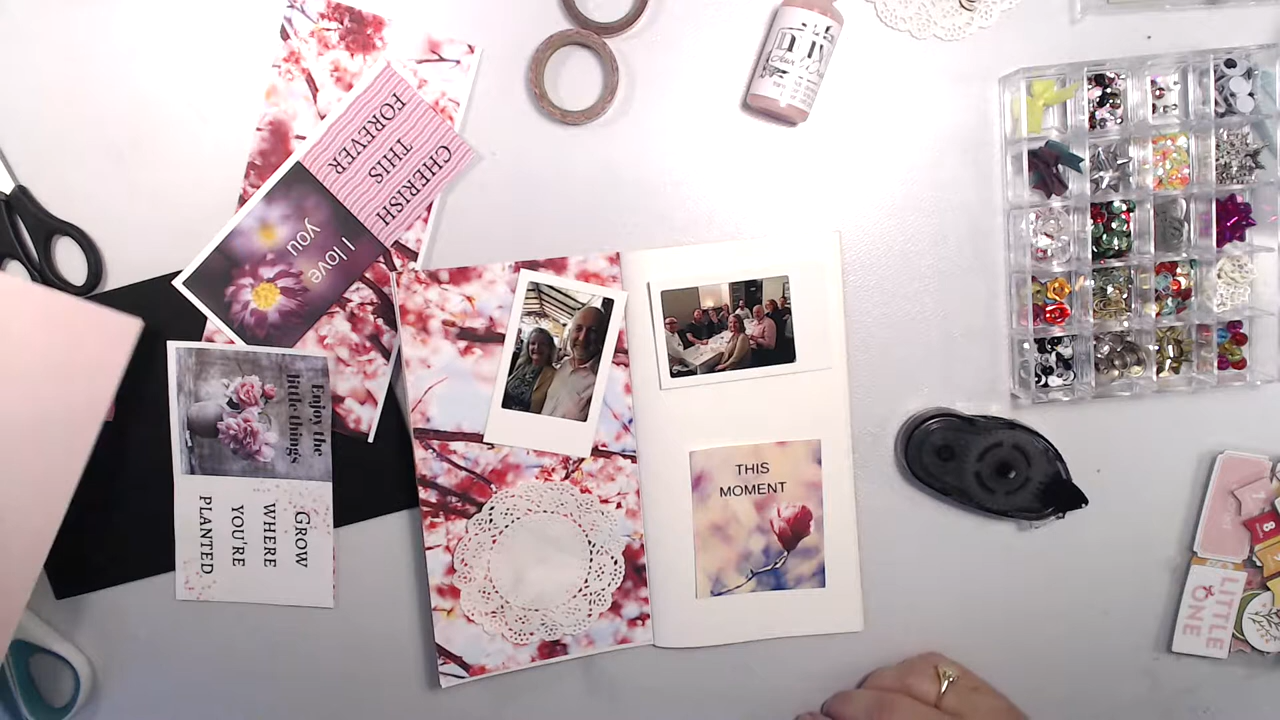 CHERISH
THIS
FOREVER
I love
you
Enjoy the
little things
GROW
WHERE
YOU'RE
PLANTED
THIS
MOMENT
LITTLE
ONE